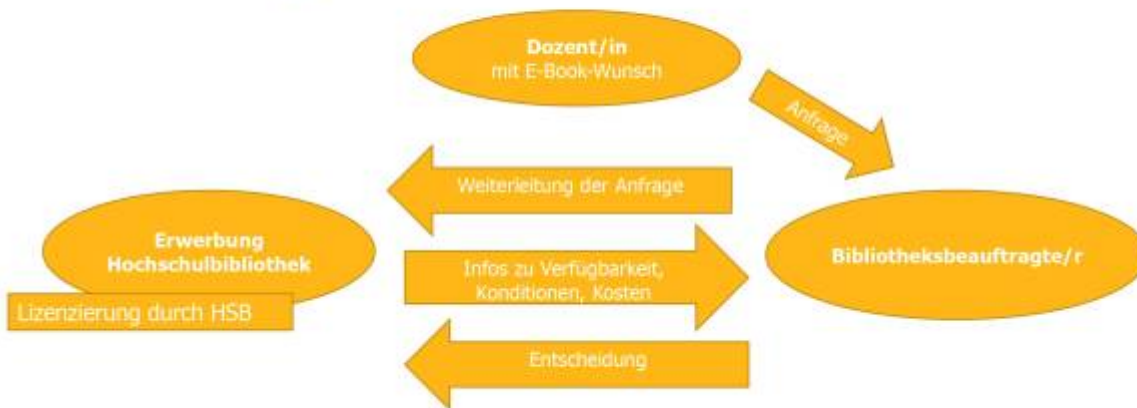 Dozent/in
mit E-Book-Wunsch
Anfrage
Weiterleitung der Anfrage
Erwerbung
Hochschulbibliothek
Bibliotheksbeauftragte/r
Infos zu Verfügbarkeit,
Konditionen, Kosten
Lizenzierung durch HSB
Entscheidung